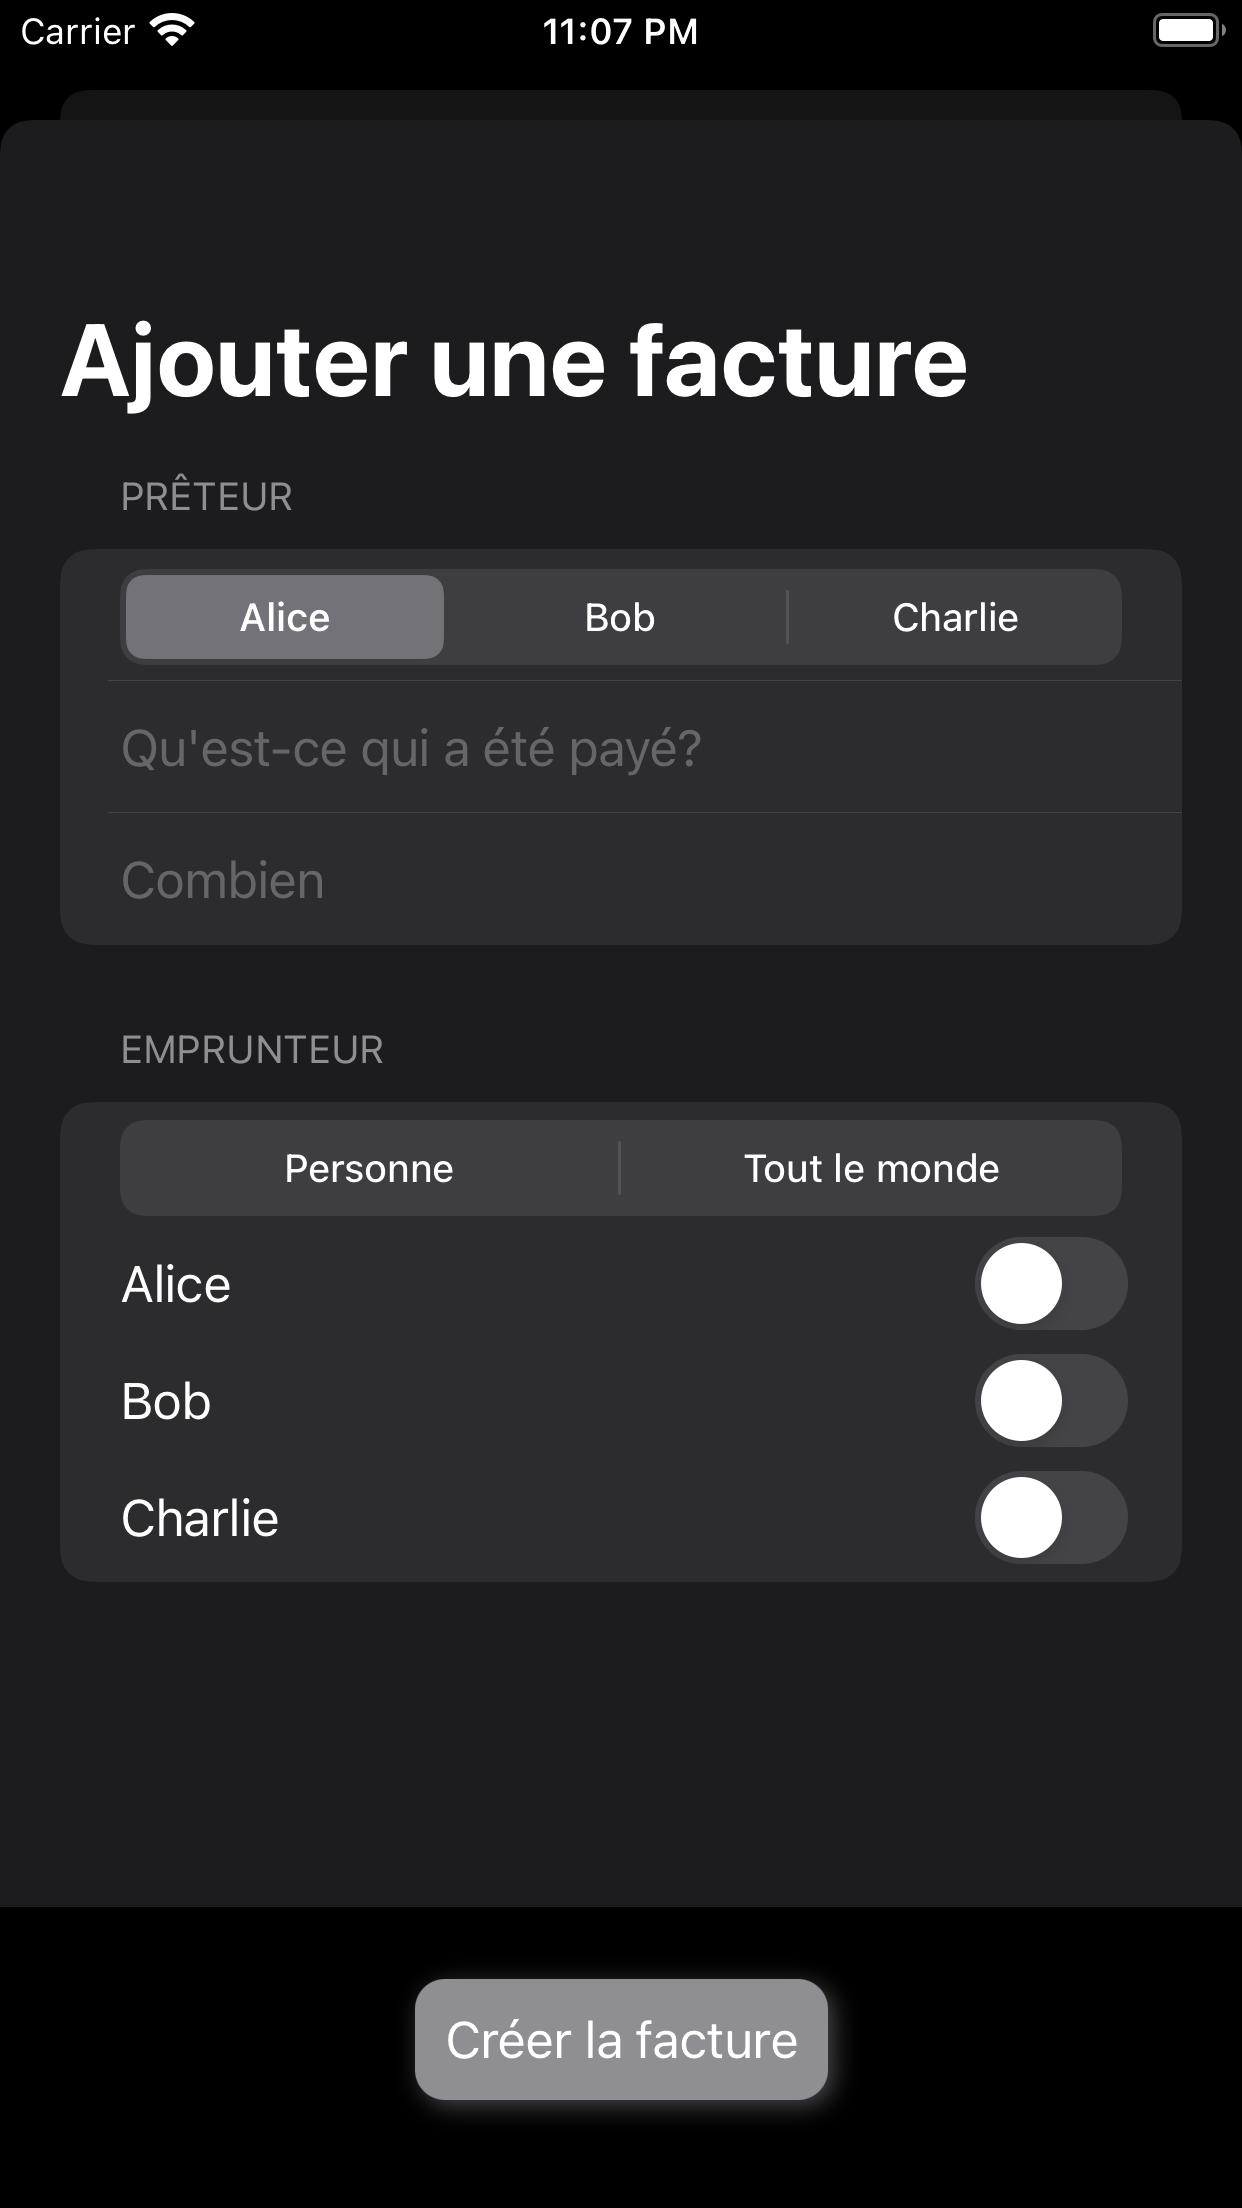 Carrier 11:07 PM
Ajouter une facture
PRÊTEUR
Alice Bob Charlie
Qu'est-ce qui a été payé?
Combien
EMPRUNTEUR
Personne Tout le monde
Alice
Bob
Charlie
Créer la facture